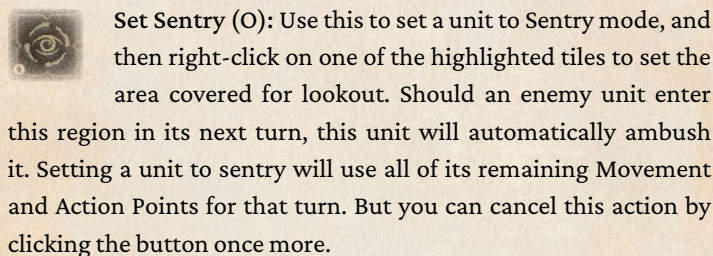 Set Sentry (O): Use this to set a unit to Sentry mode, and
then right-click on one of the highlighted tiles to set the
area covered for lookout. Should an enemy unit enter
this region in its next turn, this unit will automatically ambush
it. Setting a unit to sentry will use all of its remaining Movement
and Action Points for that turn. But you can cancel this action by
clicking the button once more.
O